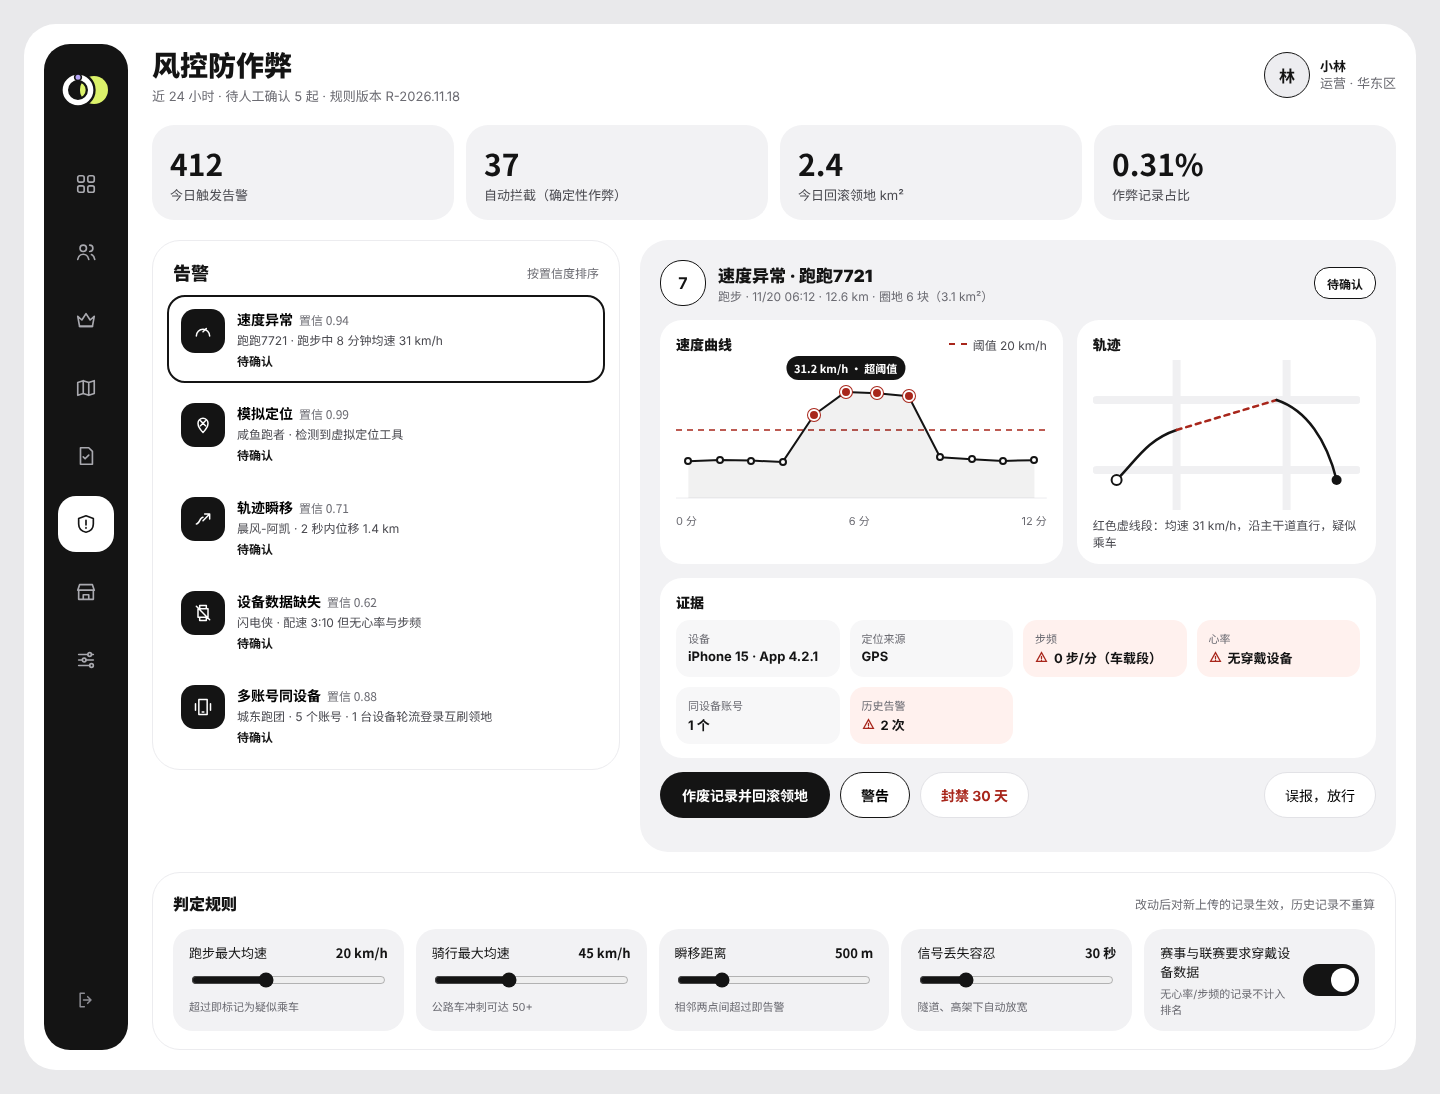 风控防作弊
近 24 小时 · 待人工确认 5 起 · 规则版本 R-2026.11.18
林
小林
运营 · 华东区
412
今日触发告警
37
自动拦截（确定性作弊）
2.4
今日回滚领地 km²
0.31%
作弊记录占比
告警
按置信度排序
速度异常 置信 0.94
跑跑7721 · 跑步中 8 分钟均速 31 km/h
待确认
模拟定位 置信 0.99
咸鱼跑者 · 检测到虚拟定位工具
待确认
轨迹瞬移 置信 0.71
晨风-阿凯 · 2 秒内位移 1.4 km
待确认
设备数据缺失 置信 0.62
闪电侠 · 配速 3:10 但无心率与步频
待确认
多账号同设备 置信 0.88
城东跑团 · 5 个账号 · 1 台设备轮流登录互刷领地
待确认
7
速度异常 · 跑跑7721
跑步 · 11/20 06:12 · 12.6 km · 圈地 6 块（3.1 km²）
待确认
速度曲线
阈值 20 km/h
31.2 km/h · 超阈值
0 分
6 分
12 分
轨迹
红色虚线段：均速 31 km/h，沿主干道直行，疑似
乘车
证据
设备
iPhone 15 · App 4.2.1
定位来源
GPS
步频
0 步/分（车载段）
心率
无穿戴设备
同设备账号
1 个
历史告警
2 次
作废记录并回滚领地
警告
封禁 30 天
误报，放行
判定规则
改动后对新上传的记录生效，历史记录不重算
跑步最大均速 20 km/h
超过即标记为疑似乘车
骑行最大均速 45 km/h
公路车冲刺可达 50+
瞬移距离 500 m
相邻两点间超过即告警
信号丢失容忍 30 秒
隧道、高架下自动放宽
赛事与联赛要求穿戴设
备数据
无心率/步频的记录不计入
排名